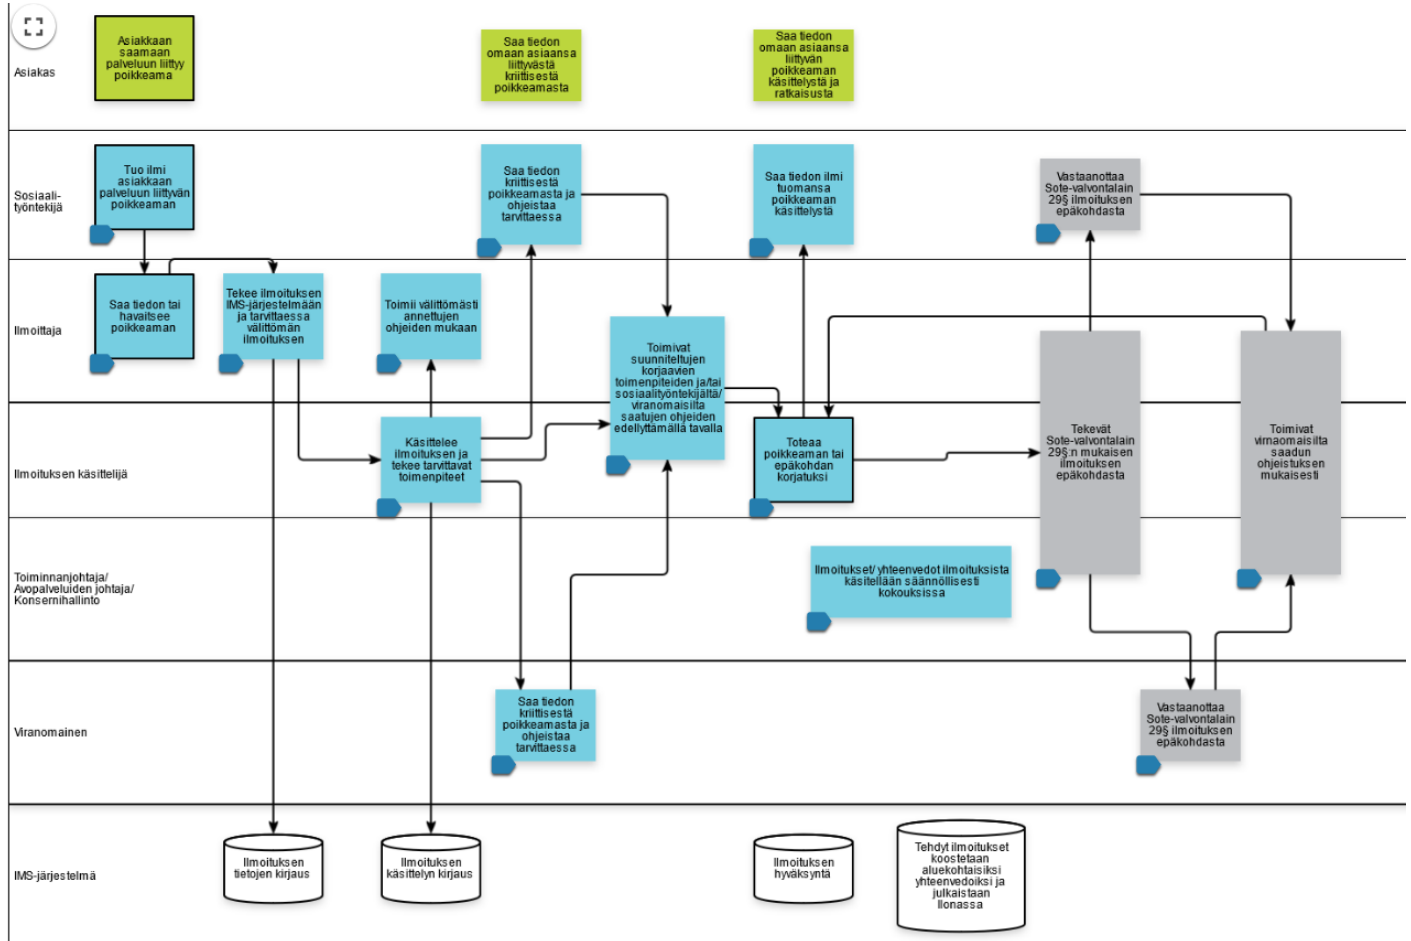 Asiakas
Asiakkaan
saamaan
palveluun liittyy
poikkeama
Saa tiedon
omaan asiaansa
liittyvästä
kriittisestä
poikkeamasta
Saa tiedon
omaan asiaansa
liittyvän
poikkeaman
käsittelystä ja
ratkaisusta
Sosiaali-
työntekijä
Tuo ilmi
asiakkaan
palveluun liittyvän
poikkeaman
Saa tiedon
kriittisestä
poikkeamasta ja
ohjeistaa
tarvittaessa
Saa tiedon ilmi
tuomansa
poikkeaman
käsittelystä
Vastaanottaa
Sote-valvontalain
29§ ilmoituksen
epäkohdasta
Ilmoittaja
Saa tiedon tai
havaitsee
poikkeaman
Tekee ilmoituksen
IMS-järjestelmään
ja tarvittaessa
välittömän
ilmoituksen
Toimii välittömästi
annettujen
ohjeiden mukaan
Toimivat
suunniteltujen
korjaavien
toimenpiteiden ja/tai
sosiaalityöntekijältä/
viranomaisilta
saatujen ohjeiden
edellyttämällä tavalla
Ilmoituksen käsittelijä
Käsittelee
ilmoituksen ja
tekee tarvittavat
toimenpiteet
Toteaa
poikkeaman tai
epäkohdan
korjatuksi
Tekevät
Sote-valvontalain
29§:n mukaisen
ilmoituksen
epäkohdasta
Toimivat
virnaomaisilta
saadun
ohjeistuksen
mukaisesti
Toiminnanjohtaja/
Avopalveluiden johtaja/
Konsernihallinto
Ilmoitukset/ yhteenvedot ilmoituksista
käsitellään säännöllisesti
kokouksissa
Viranomainen
Saa tiedon
kriittisestä
poikkeamasta ja
ohjeistaa
tarvittaessa
Vastaanottaa
Sote-valvontalain
29§ ilmoituksen
epäkohdasta
IMS-järjestelmä
Ilmoituksen
tietojen kirjaus
Ilmoituksen
käsittelyn kirjaus
Ilmoituksen
hyväksyntä
Tehdyt ilmoitukset
koostetaan
aluekohtaisiksi
yhteenvedoiksi ja
julkaistaan
Ilonassa